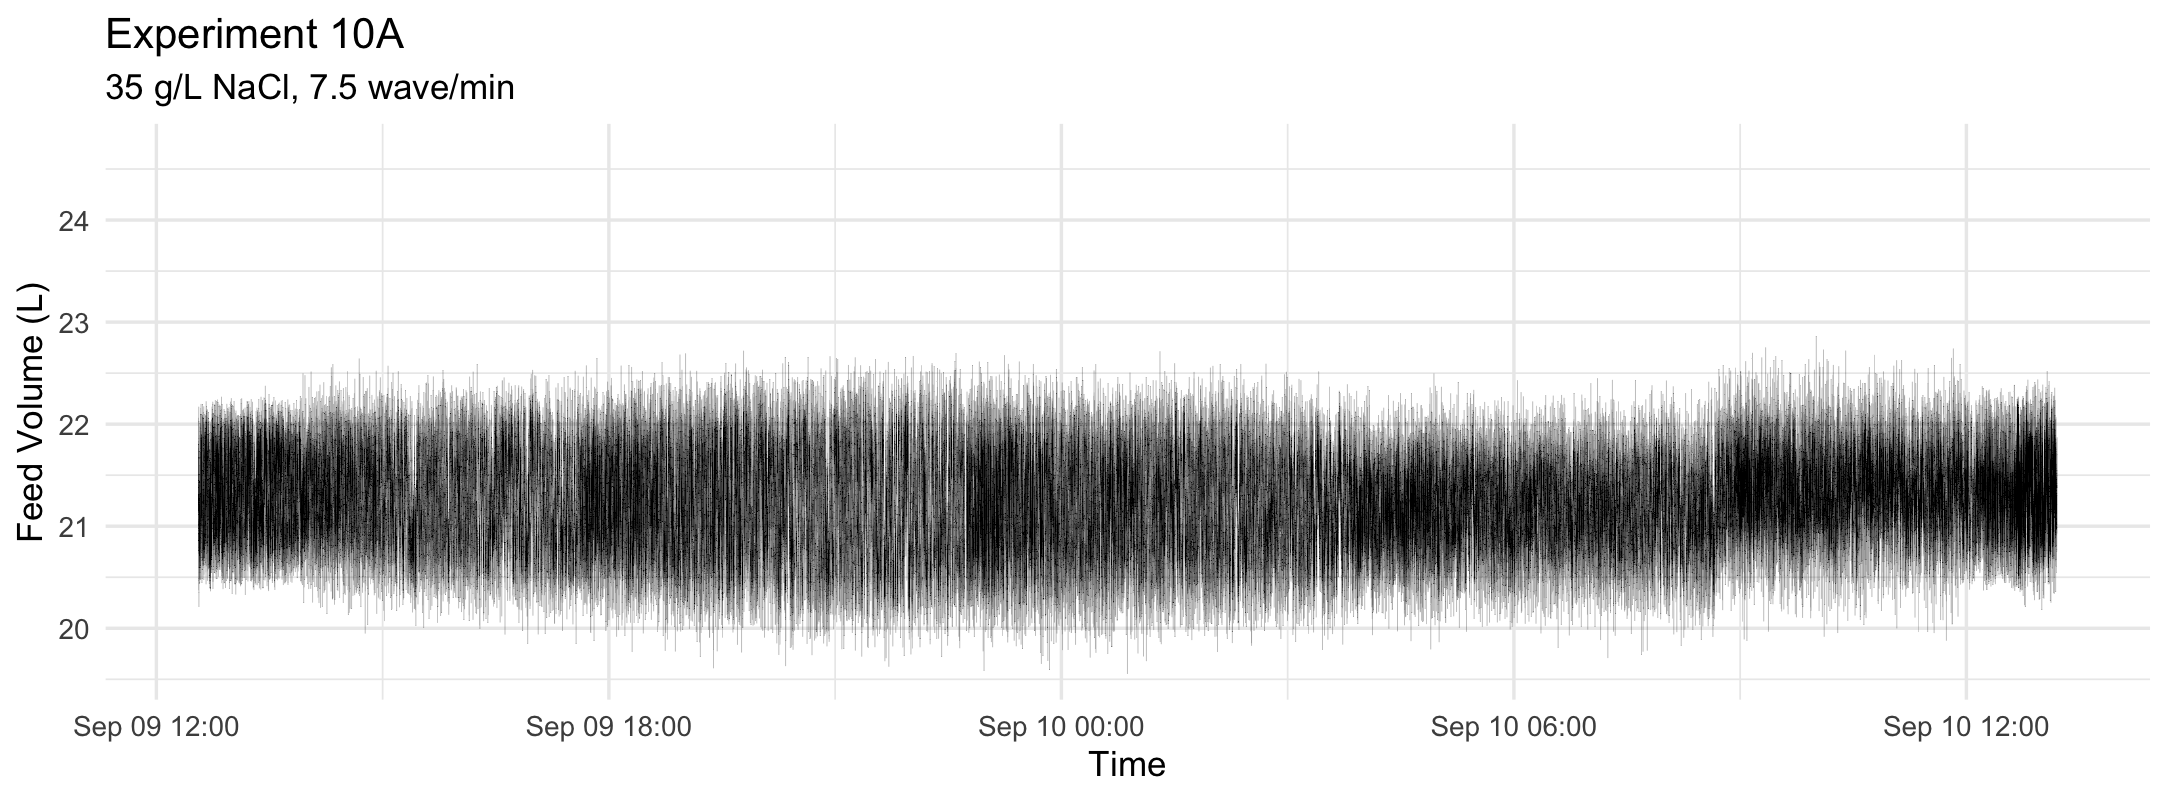 Experiment 10A
35 g/L NaCl, 7.5 wave/min
Feed Volume (L)
24
23
22
21
20
Sep 09 12:00
Sep 09 18:00
Sep 10 00:00
Sep 10 06:00
Sep 10 12:00
Time